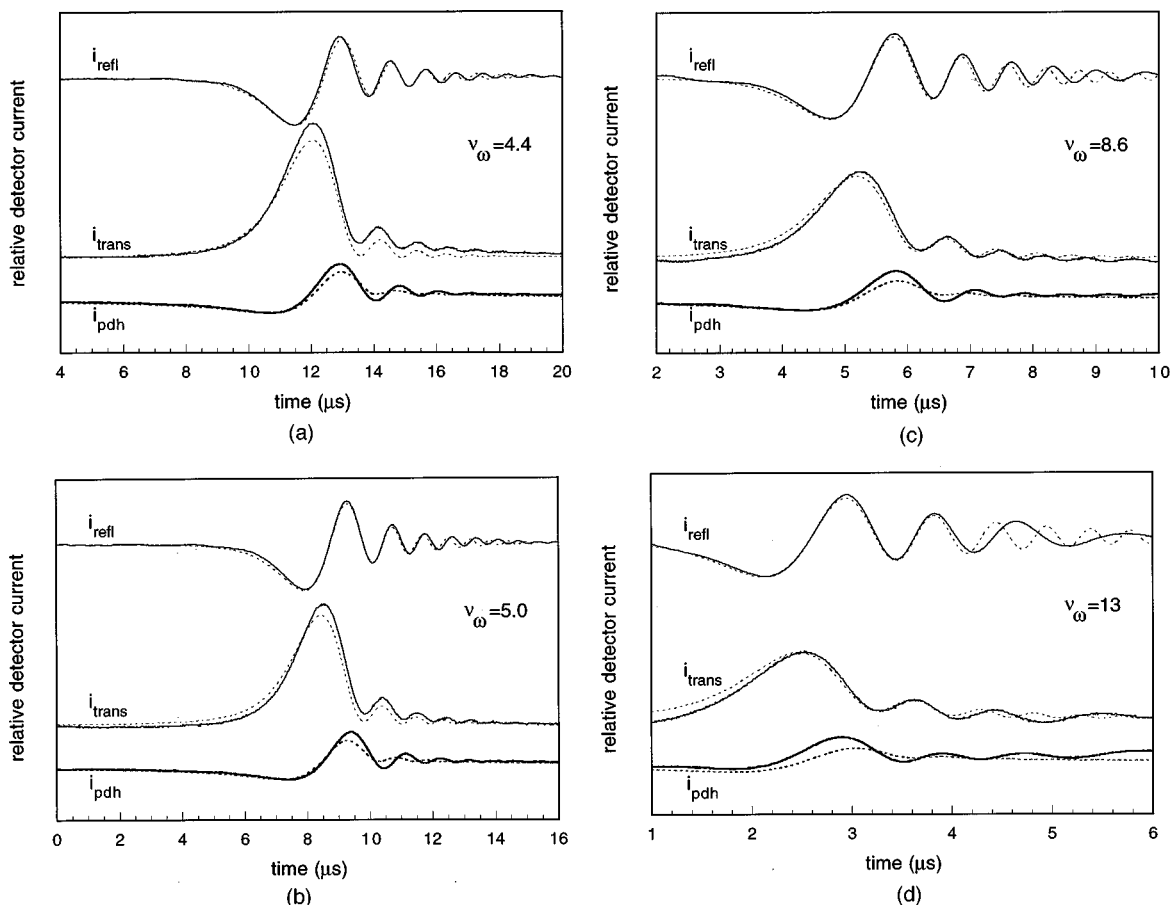 relative detector current
i_refl
ν_ω=4.4
i_trans
i_pdh
4 6 8 10 12 14 16 18 20
time (μs)
(a)
relative detector current
i_refl
ν_ω=8.6
i_trans
i_pdh
2 3 4 5 6 7 8 9 10
time (μs)
(c)
relative detector current
i_refl
ν_ω=5.0
i_trans
i_pdh
0 2 4 6 8 10 12 14 16
time (μs)
(b)
relative detector current
i_refl
ν_ω=13
i_trans
i_pdh
1 2 3 4 5 6
time (μs)
(d)